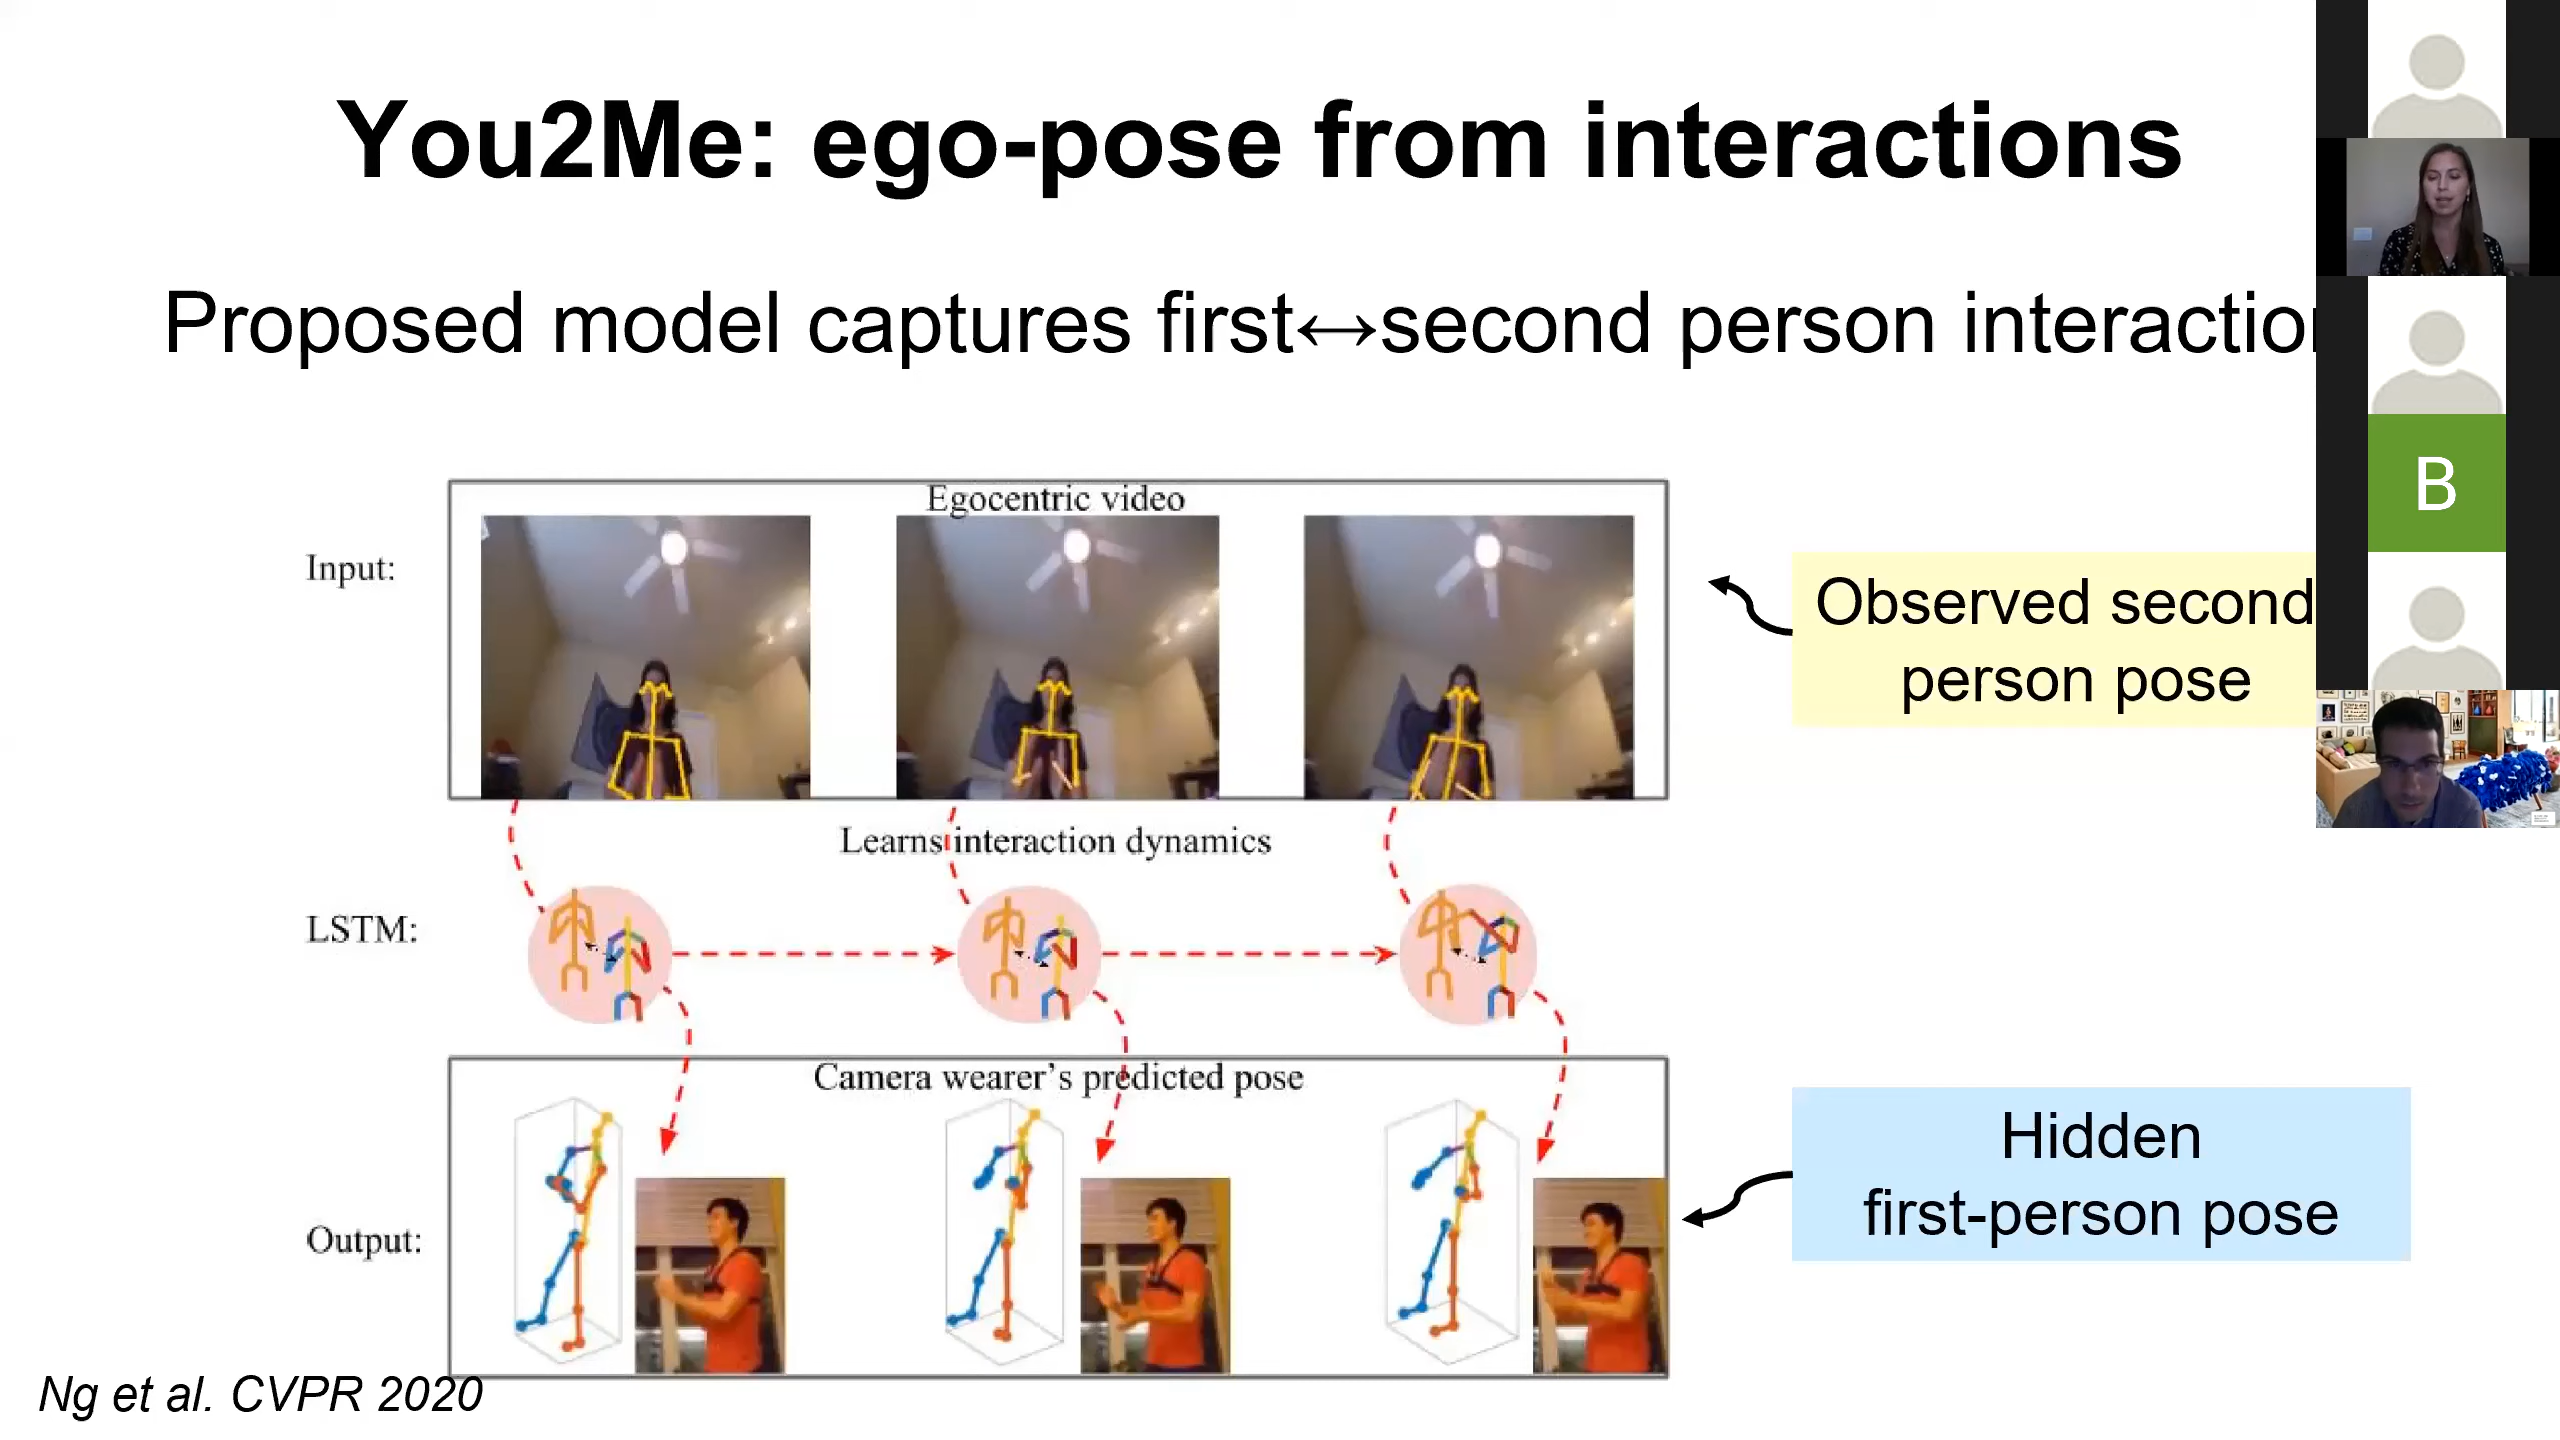 You2Me: ego-pose from interactions
Proposed model captures first↔second person interaction
Egocentric video
Input:
Observed second
person pose
B
Learns interaction dynamics
LSTM:
Camera wearer's predicted pose
Output:
Hidden
first-person pose
Ng et al. CVPR 2020